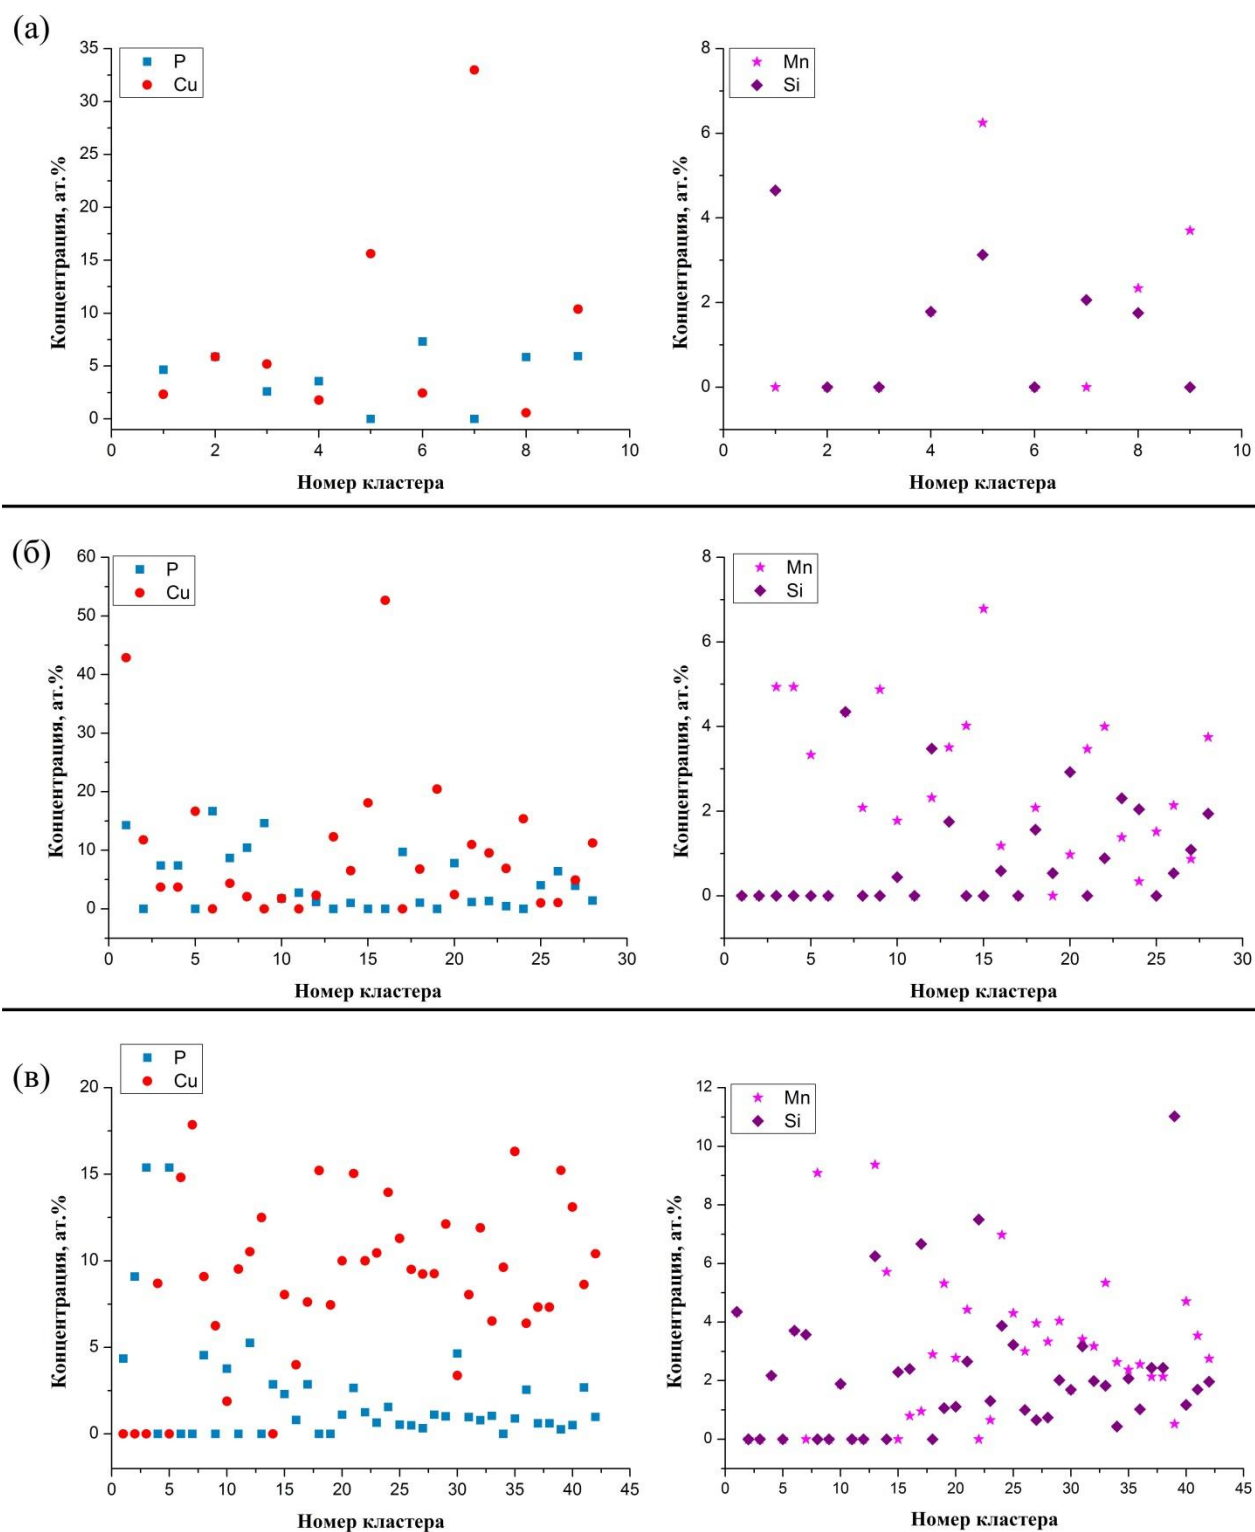 (а)
P
Cu
Концентрация, ат.%
35
30
25
20
15
10
5
0
0 2 4 6 8 10
Номер кластера
Mn
Si
Концентрация, ат.%
8
6
4
2
0
0 2 4 6 8 10
Номер кластера
(б)
P
Cu
Концентрация, ат.%
60
50
40
30
20
10
0
0 5 10 15 20 25 30
Номер кластера
Mn
Si
Концентрация, ат.%
8
6
4
2
0
0 5 10 15 20 25 30
Номер кластера
(в)
P
Cu
Концентрация, ат.%
20
15
10
5
0
0 5 10 15 20 25 30 35 40 45
Номер кластера
Mn
Si
Концентрация, ат.%
12
10
8
6
4
2
0
0 5 10 15 20 25 30 35 40 45
Номер кластера